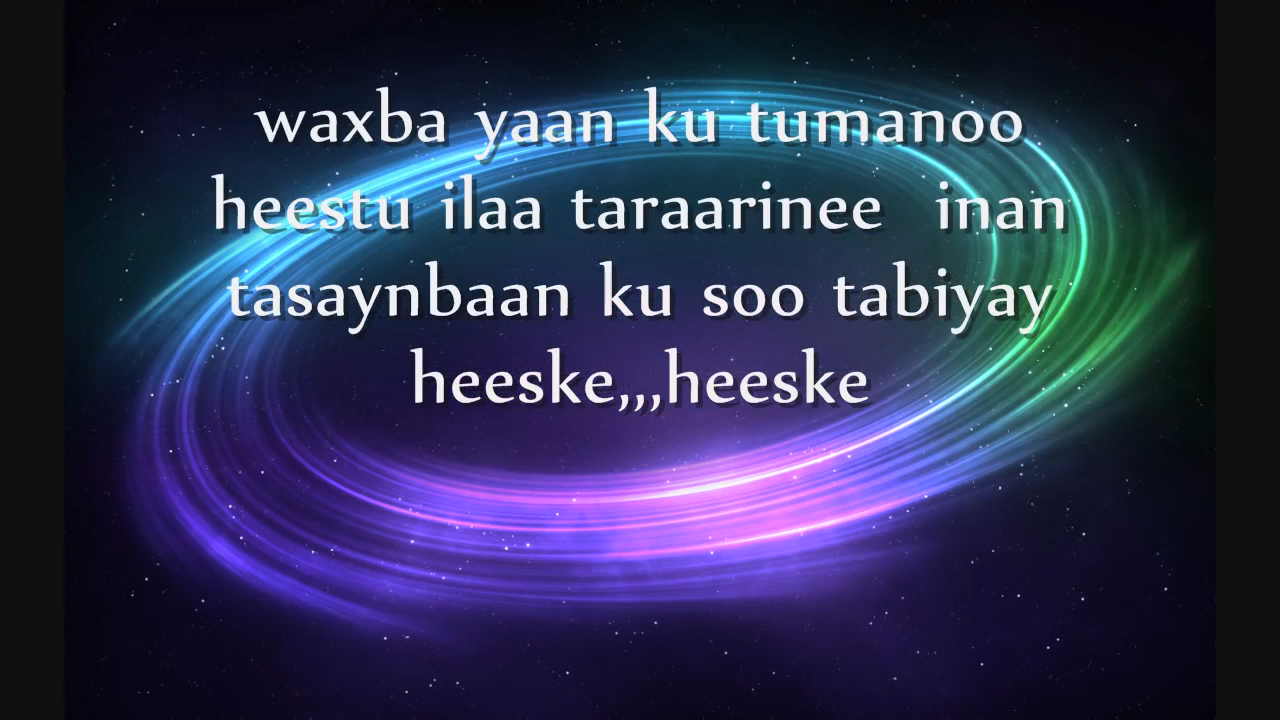 waxba yaan ku tumanoo
heestu ilaa taraarinee inan
tasaynbaan ku soo tabiyay
heeske,,,heeske